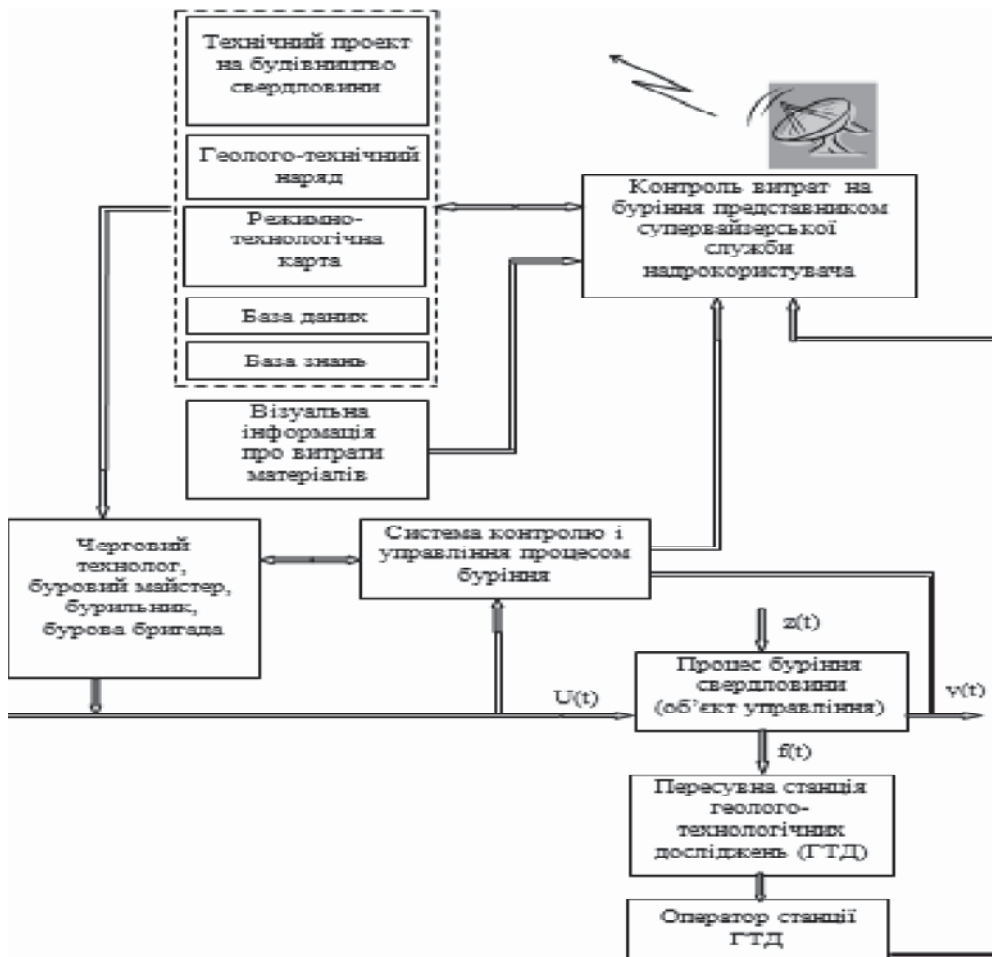 Технічний проект
на будівництво
свердловини
Геолого-технічний
наряд
Режимно-
технологічна
карта
База даних
База знань
Візуальна
інформація
про витрати
матеріалів
Контроль витрат на
буріння представником
супервайзерської
служби
надрокористувача
Черговий
технолог,
буровий майстер,
бурильник,
бурова бригада
Система контролю і
управління процесом
буріння
z(t)
Процес буріння
свердловини
(об’єкт управління)
U(t)
v(t)
f(t)
Пересувна станція
геолого-
технологічних
досліджень (ГТД)
Оператор станції
ГТД